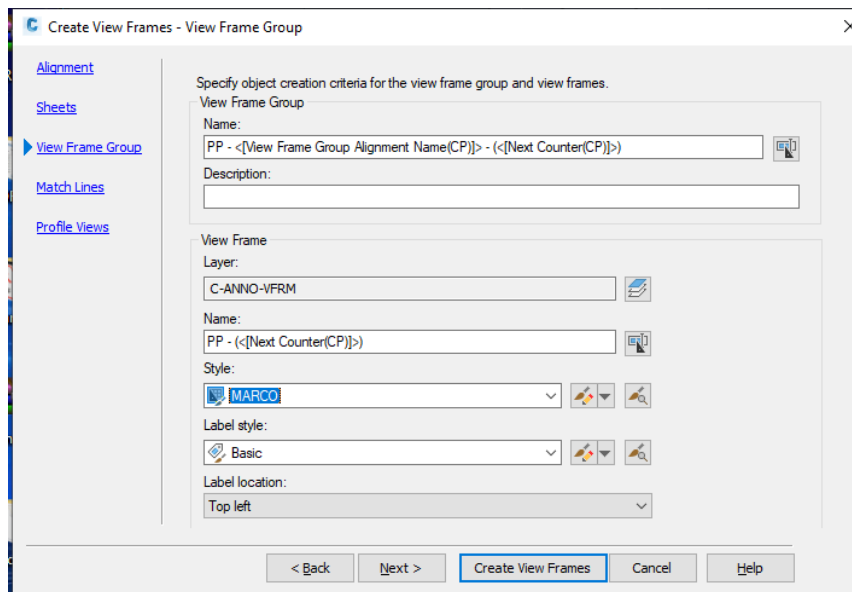 Create View Frames - View Frame Group
Alignment
Sheets
View Frame Group
Match Lines
Profile Views
Specify object creation criteria for the view frame group and view frames.
View Frame Group
Name:
PP - <[View Frame Group Alignment Name(CP)]> - (<[Next Counter(CP)]>)
Description:
View Frame
Layer:
C-ANNO-VFRM
Name:
PP - (<[Next Counter(CP)]>)
Style:
MARCO
Label style:
Basic
Label location:
Top left
< Back Next > Create View Frames Cancel Help